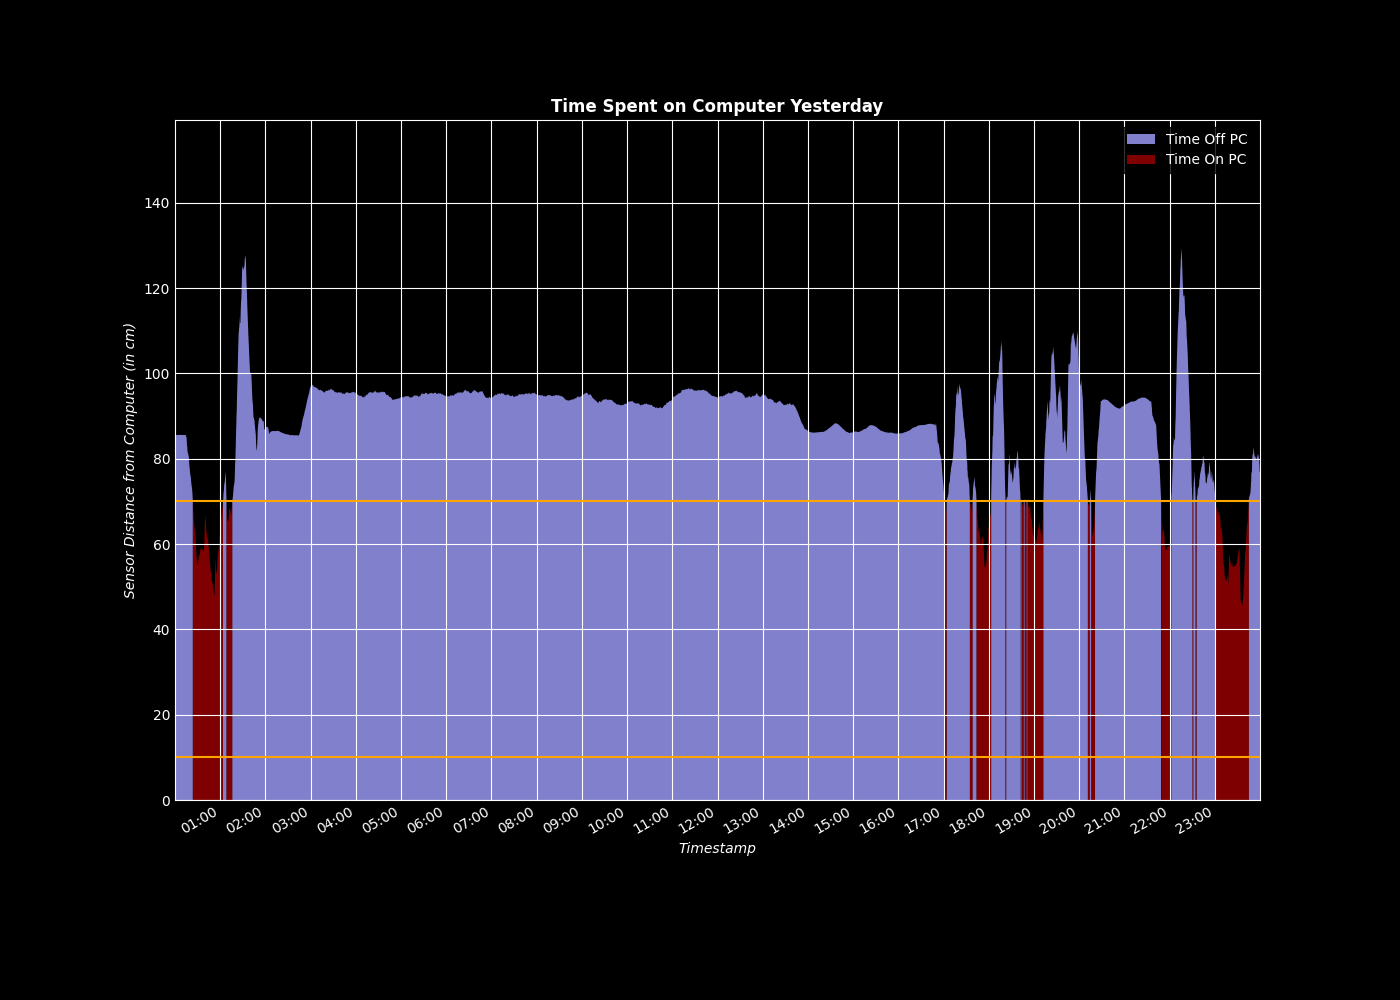 Time Spent on Computer Yesterday
Time Off PC
Time On PC
Sensor Distance from Computer (in cm)
140
120
100
80
60
40
20
0
01:00 02:00 03:00 04:00 05:00 06:00 07:00 08:00 09:00 10:00 11:00 12:00 13:00 14:00 15:00 16:00 17:00 18:00 19:00 20:00 21:00 22:00 23:00
Timestamp